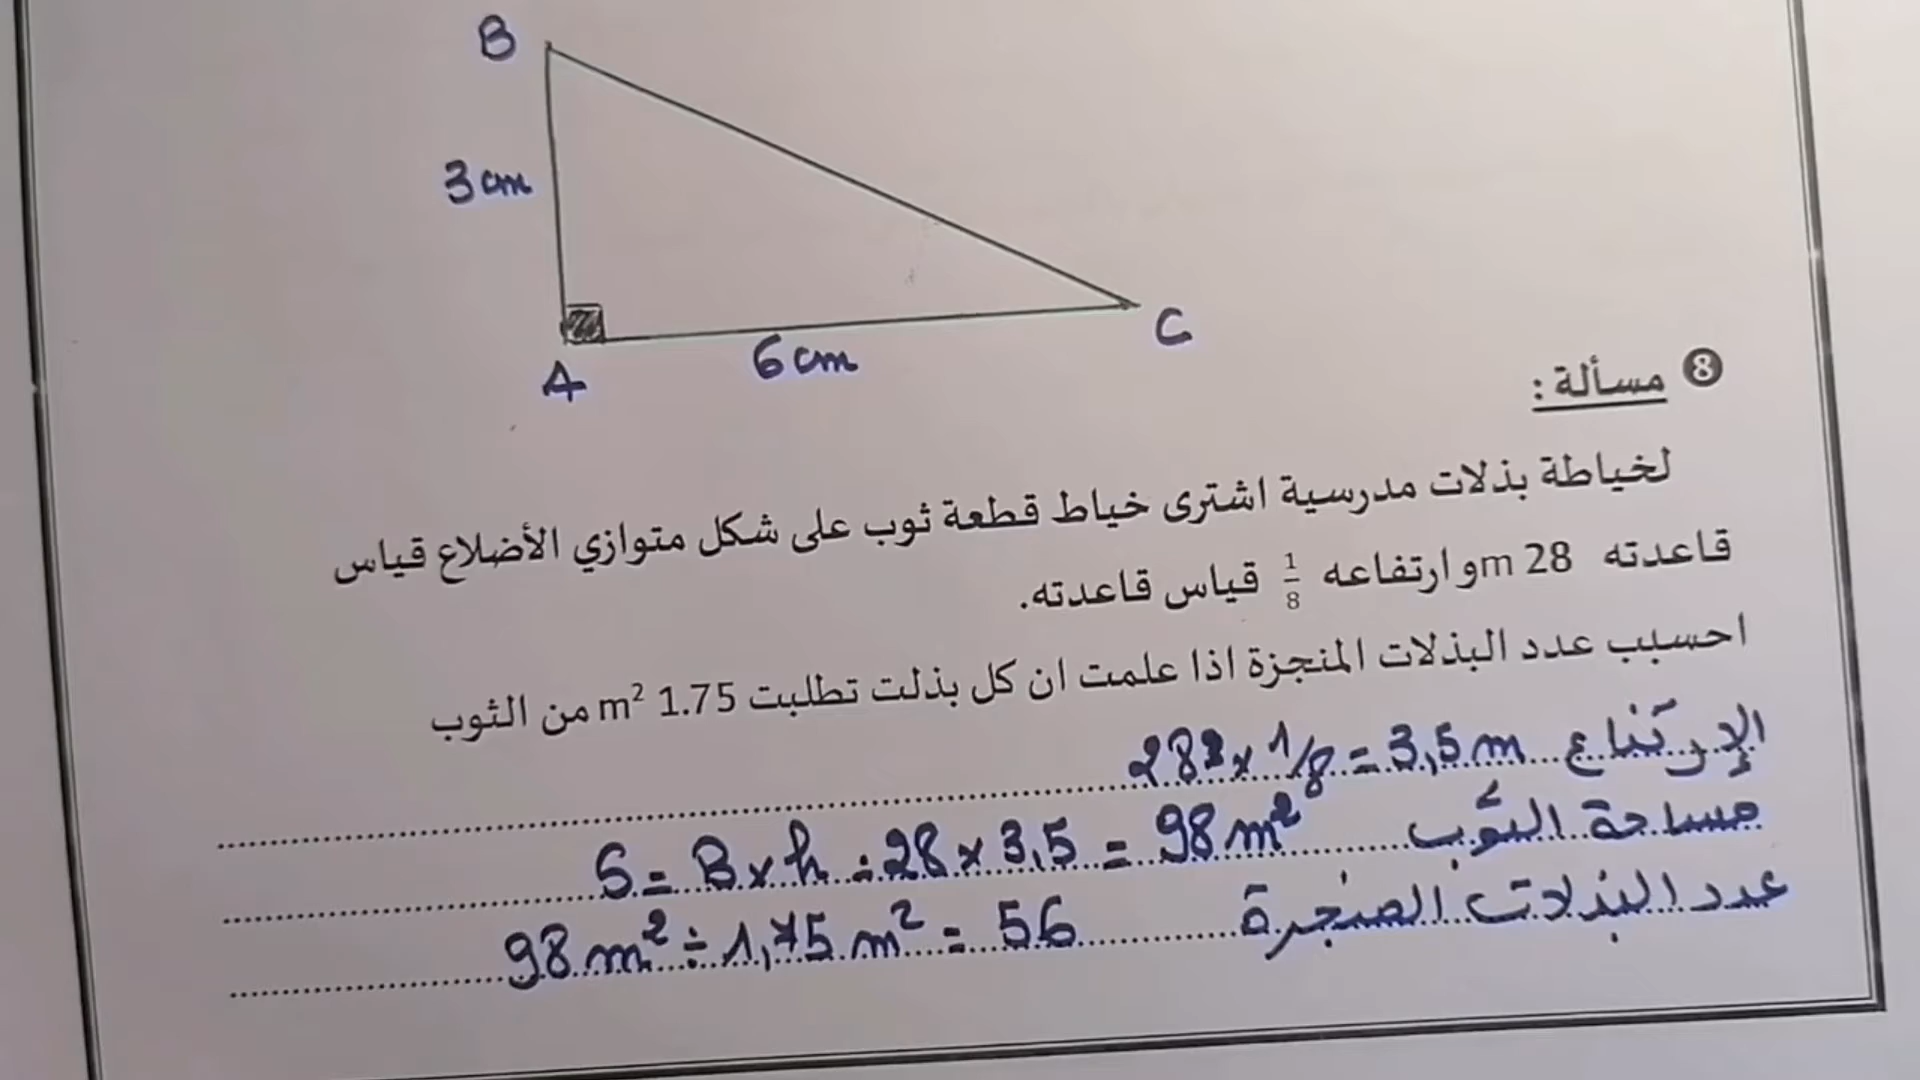 B
3cm
A
6cm
C
❽ مسألة :
لخياطة بذلات مدرسية اشترى خياط قطعة ثوب على شكل متوازي الأضلاع قياس
قاعدته 28 m وارتفاعه 1/8 قياس قاعدته.
احسبب عدد البذلات المنجزة اذا علمت ان كل بذلت تطلبت 1.75 m² من الثوب
الإرتفاع 28 x 1/8 = 3,5 m
مساحة الثوب S = B x h = 28 x 3,5 = 98 m²
عدد البذلات المنجزة 98 m² ÷ 1,75 m² = 56